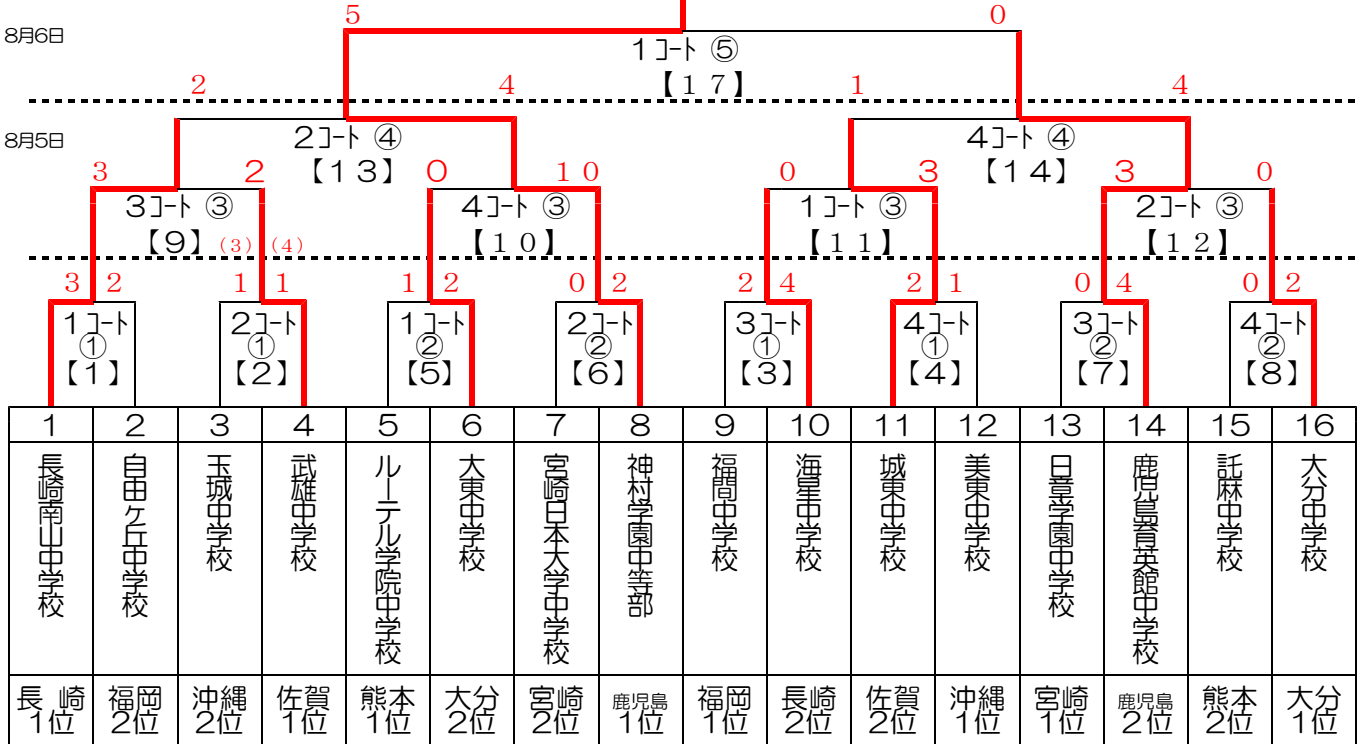 5 0
8月6日
1コート ⑤
【17】
2 4 1 4
8月5日
2コート ④ 4コート ④
【13】 【14】
3 2 0 10 0 3 3 0
3コート ③ 4コート ③ 1コート ③ 2コート ③
【9】 (3) (4) 【10】 【11】 【12】
3 2 1 1 1 2 0 2 2 4 2 1 0 4 0 2
1コート 2コート 1コート 2コート 3コート 4コート 3コート 4コート
① ① ② ② ① ① ② ②
【1】 【2】 【5】 【6】 【3】 【4】 【7】 【8】
1 2 3 4 5 6 7 8 9 10 11 12 13 14 15 16
長崎南山中学校
自由ヶ丘中学校
玉城中学校
武雄中学校
ルーテル学院中学校
大東中学校
宮崎日本大学中学校
神村学園中等部
福間中学校
海星中学校
城東中学校
美東中学校
日章学園中学校
鹿児島育英館中学校
託麻中学校
大分中学校
長崎 福岡 沖縄 佐賀 熊本 大分 宮崎 鹿児島 福岡 長崎 佐賀 沖縄 宮崎 鹿児島 熊本 大分
1位 2位 2位 1位 1位 2位 2位 1位 1位 2位 2位 1位 1位 2位 2位 1位